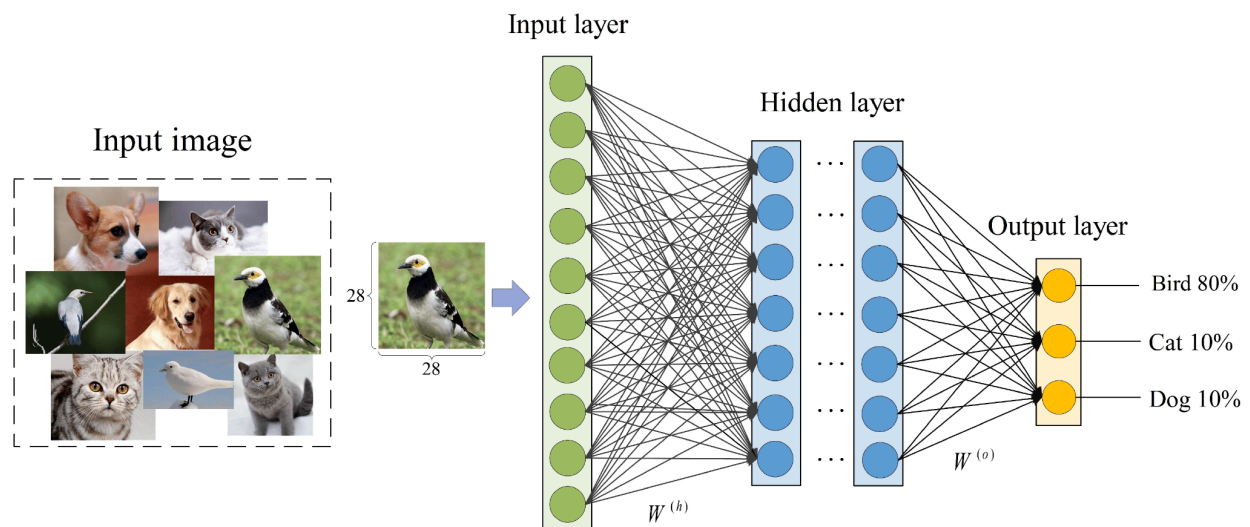 Input layer
Hidden layer
Input image
Output layer
28
28
Bird 80%
Cat 10%
Dog 10%
W^(h)
W^(o)